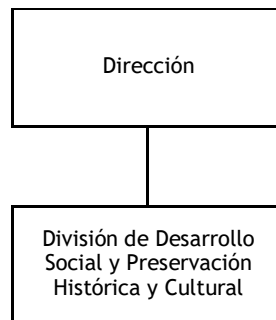 Dirección
División de Desarrollo
Social y Preservación
Histórica y Cultural